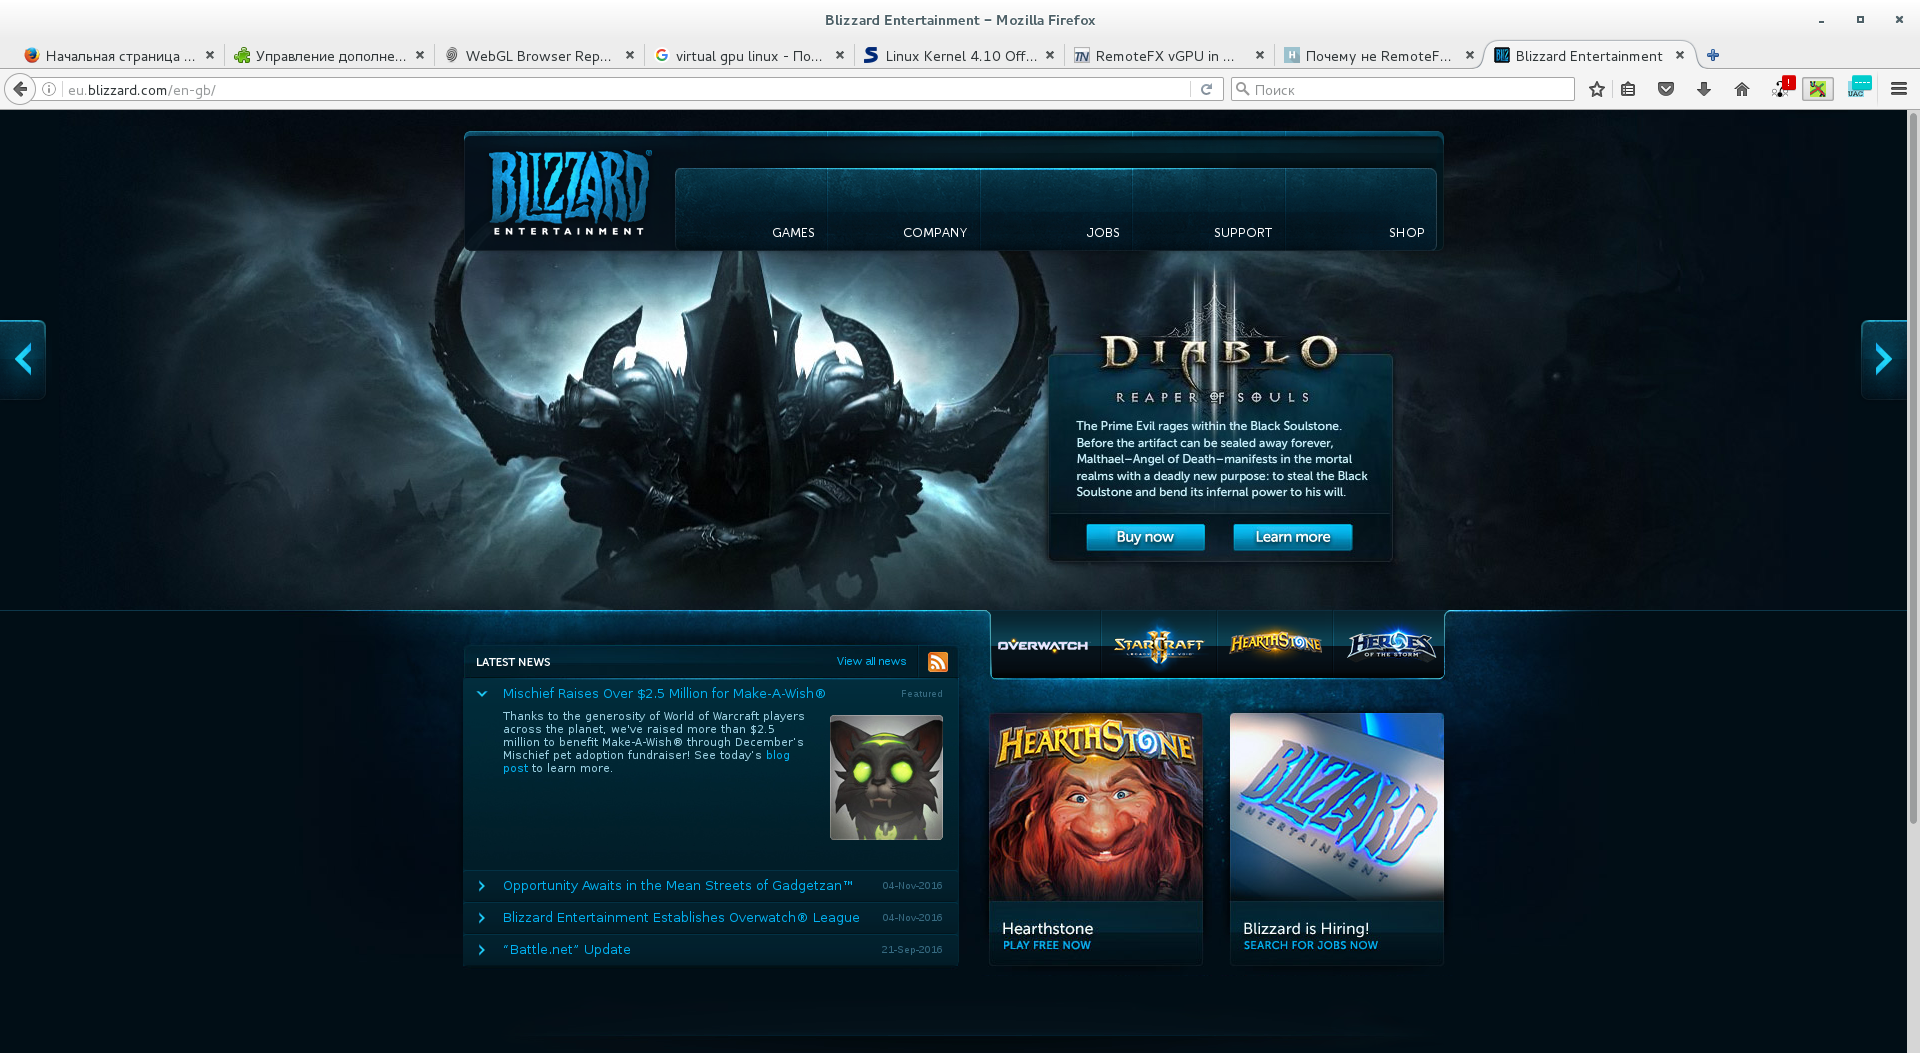 Blizzard Entertainment – Mozilla Firefox
Начальная страница ...
Управление дополне...
WebGL Browser Rep...
virtual gpu linux - По...
Linux Kernel 4.10 Off...
RemoteFX vGPU in ...
Почему не RemoteF...
Blizzard Entertainment
eu.blizzard.com/en-gb/
Поиск
UAC
BLIZZARD®
ENTERTAINMENT
GAMES
COMPANY
JOBS
SUPPORT
SHOP
DIABLO
REAPER OF SOULS
The Prime Evil rages within the Black Soulstone.
Before the artifact can be sealed away forever,
Malthael–Angel of Death–manifests in the mortal
realms with a deadly new purpose: to steal the Black
Soulstone and bend its infernal power to his will.
Buy now
Learn more
OVERWATCH
STARCRAFT II
HEARTHSTONE
HEROES
OF THE STORM
LATEST NEWS
View all news
Mischief Raises Over $2.5 Million for Make-A-Wish®
Featured
Thanks to the generosity of World of Warcraft players
across the planet, we've raised more than $2.5
million to benefit Make-A-Wish® through December's
Mischief pet adoption fundraiser! See today's blog
post to learn more.
Opportunity Awaits in the Mean Streets of Gadgetzan™
04-Nov-2016
Blizzard Entertainment Establishes Overwatch® League
04-Nov-2016
“Battle.net” Update
21-Sep-2016
HEARTHSTONE
Hearthstone
PLAY FREE NOW
BLIZZARD
ENTERTAINMENT
Blizzard is Hiring!
SEARCH FOR JOBS NOW